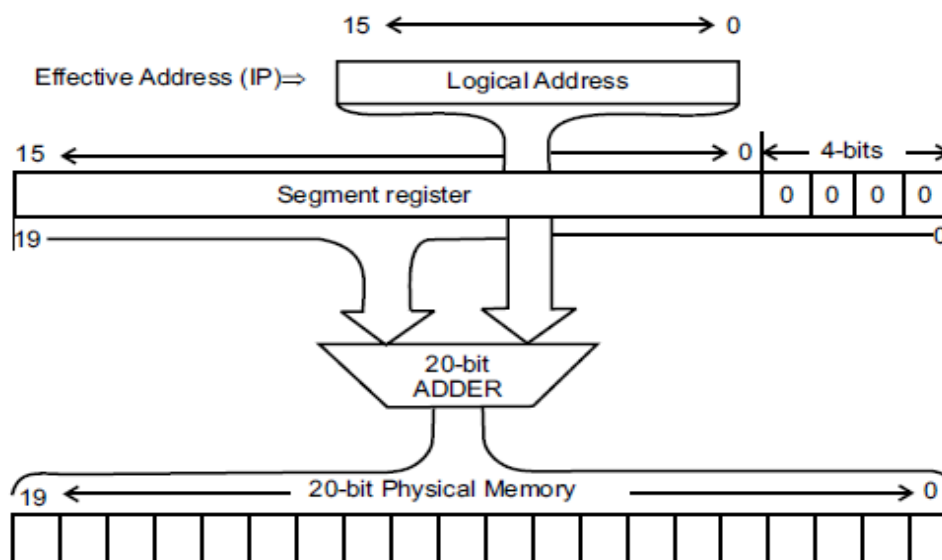 15 0
Effective Address (IP)⇒ Logical Address
15 0 4-bits
Segment register 0 0 0 0
19 0
20-bit
ADDER
19 20-bit Physical Memory 0